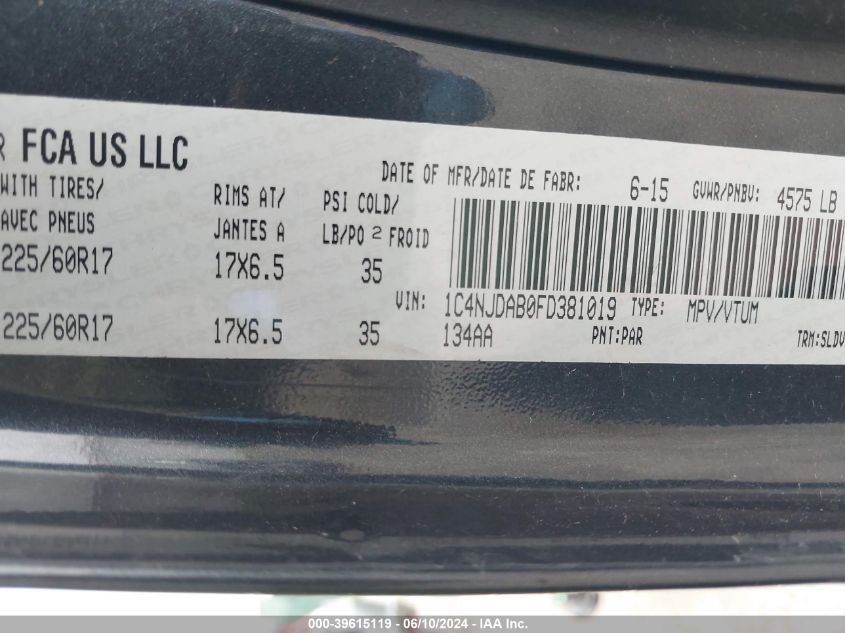 R FCA US LLC
DATE OF MFR/DATE DE FABR: 6-15 GVWR/PNBV: 4575 LB
WITH TIRES/ RIMS AT/ PSI COLD/
AVEC PNEUS JANTES A LB/PO 2 FROID
225/60R17 17X6.5 35
VIN: 1C4NJDAB0FD381019 TYPE: MPV/VTUM
225/60R17 17X6.5 35 134AA PNT:PAR TRM:SLDV
000-39615119 - 06/10/2024 - IAA Inc.